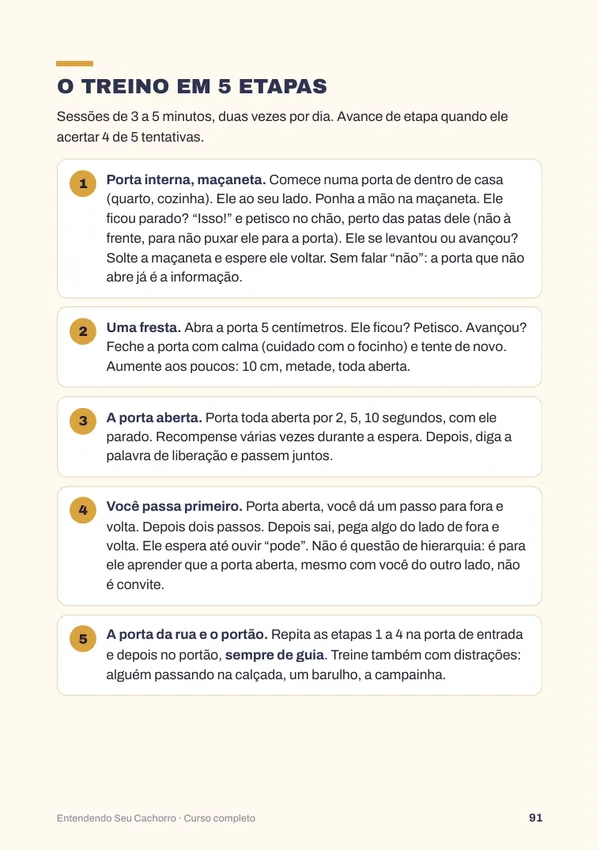 O TREINO EM 5 ETAPAS
Sessões de 3 a 5 minutos, duas vezes por dia. Avance de etapa quando ele
acertar 4 de 5 tentativas.
1
Porta interna, maçaneta. Comece numa porta de dentro de casa
(quarto, cozinha). Ele ao seu lado. Ponha a mão na maçaneta. Ele
ficou parado? “Isso!” e petisco no chão, perto das patas dele (não à
frente, para não puxar ele para a porta). Ele se levantou ou avançou?
Solte a maçaneta e espere ele voltar. Sem falar “não”: a porta que não
abre já é a informação.
2
Uma fresta. Abra a porta 5 centímetros. Ele ficou? Petisco. Avançou?
Feche a porta com calma (cuidado com o focinho) e tente de novo.
Aumente aos poucos: 10 cm, metade, toda aberta.
3
A porta aberta. Porta toda aberta por 2, 5, 10 segundos, com ele
parado. Recompense várias vezes durante a espera. Depois, diga a
palavra de liberação e passem juntos.
4
Você passa primeiro. Porta aberta, você dá um passo para fora e
volta. Depois dois passos. Depois sai, pega algo do lado de fora e
volta. Ele espera até ouvir “pode”. Não é questão de hierarquia: é para
ele aprender que a porta aberta, mesmo com você do outro lado, não
é convite.
5
A porta da rua e o portão. Repita as etapas 1 a 4 na porta de entrada
e depois no portão, sempre de guia. Treine também com distrações:
alguém passando na calçada, um barulho, a campainha.
Entendendo Seu Cachorro · Curso completo
91